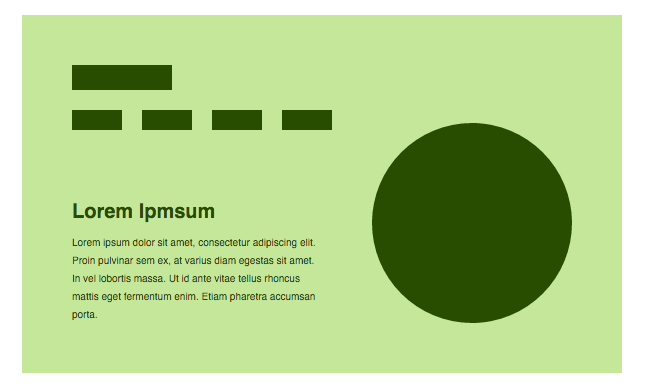 Lorem Ipmsum
Lorem ipsum dolor sit amet, consectetur adipiscing elit.
Proin pulvinar sem ex, at varius diam egestas sit amet.
In vel lobortis massa. Ut id ante vitae tellus rhoncus
mattis eget fermentum enim. Etiam pharetra accumsan
porta.